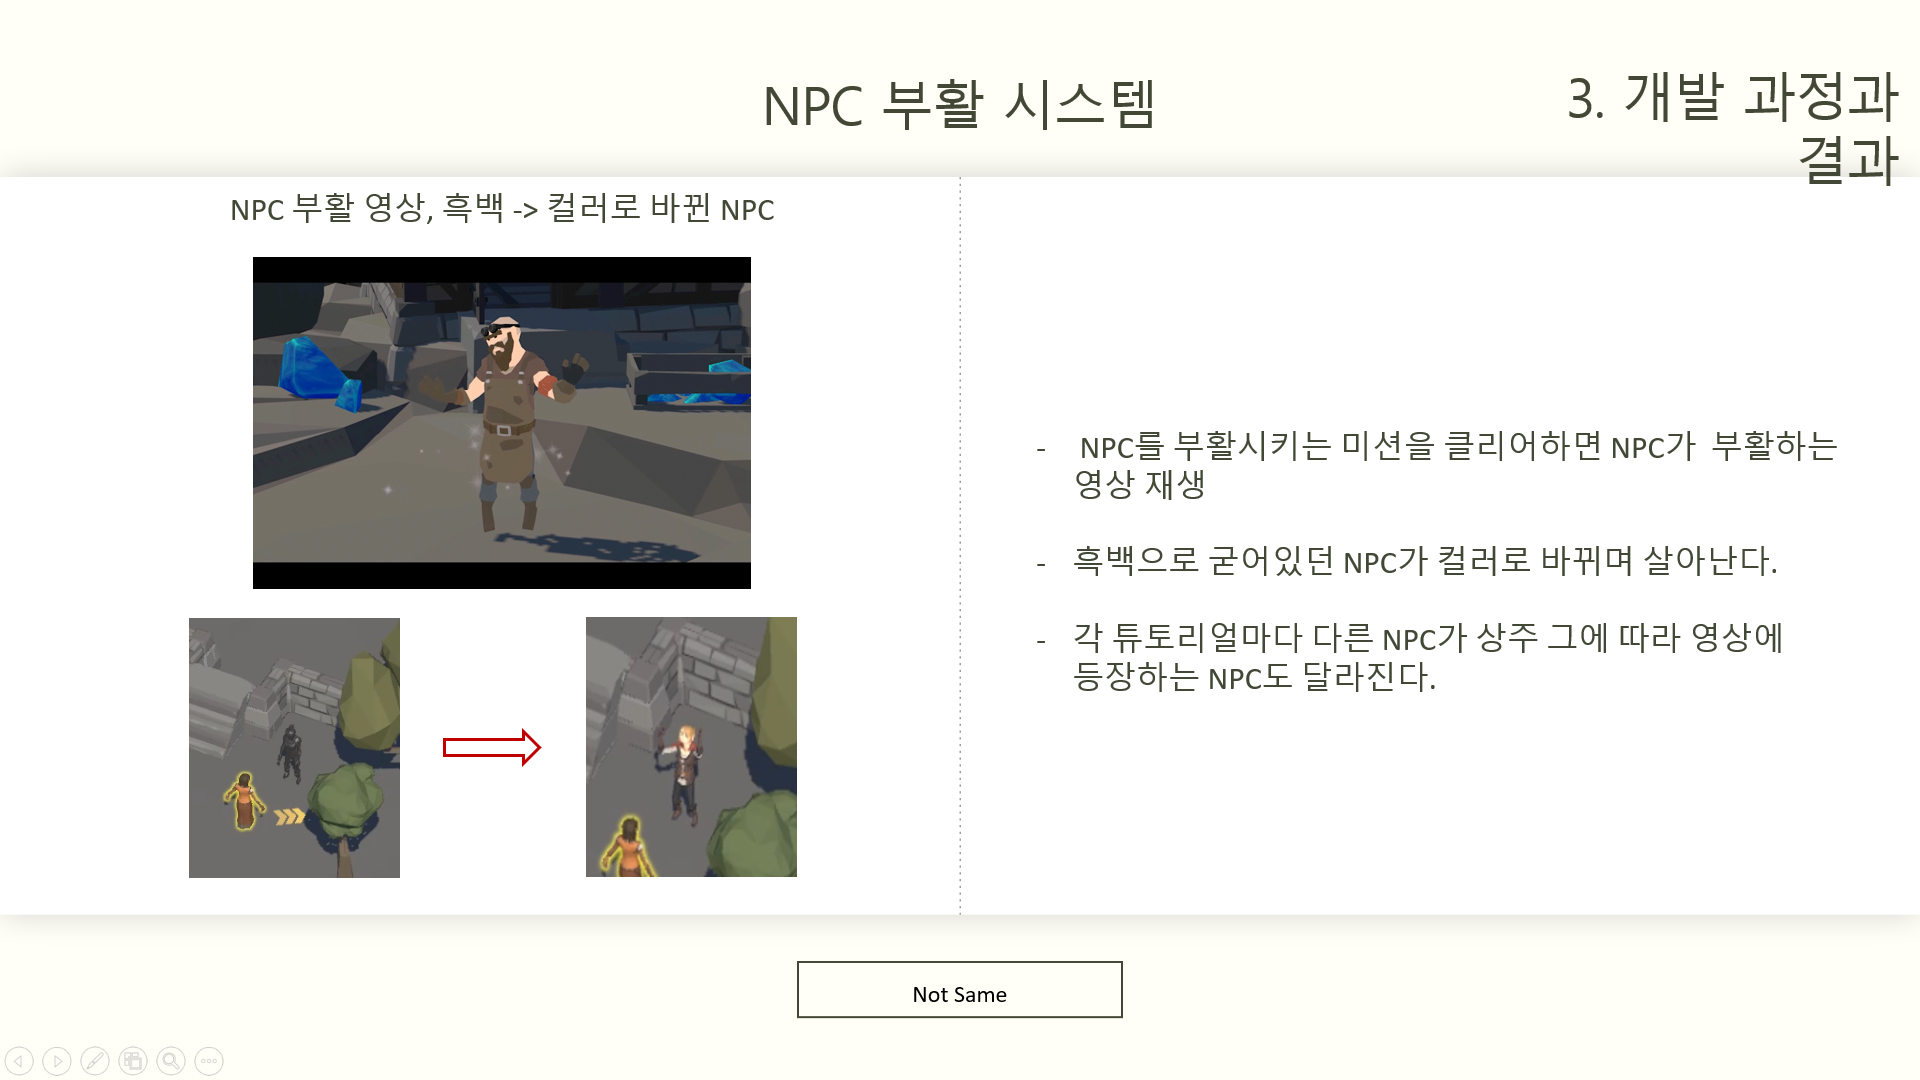 NPC 부활 시스템
3. 개발 과정과
결과
NPC 부활 영상, 흑백 -> 컬러로 바뀐 NPC
- NPC를 부활시키는 미션을 클리어하면 NPC가 부활하는
영상 재생
- 흑백으로 굳어있던 NPC가 컬러로 바뀌며 살아난다.
- 각 튜토리얼마다 다른 NPC가 상주 그에 따라 영상에
등장하는 NPC도 달라진다.
Not Same